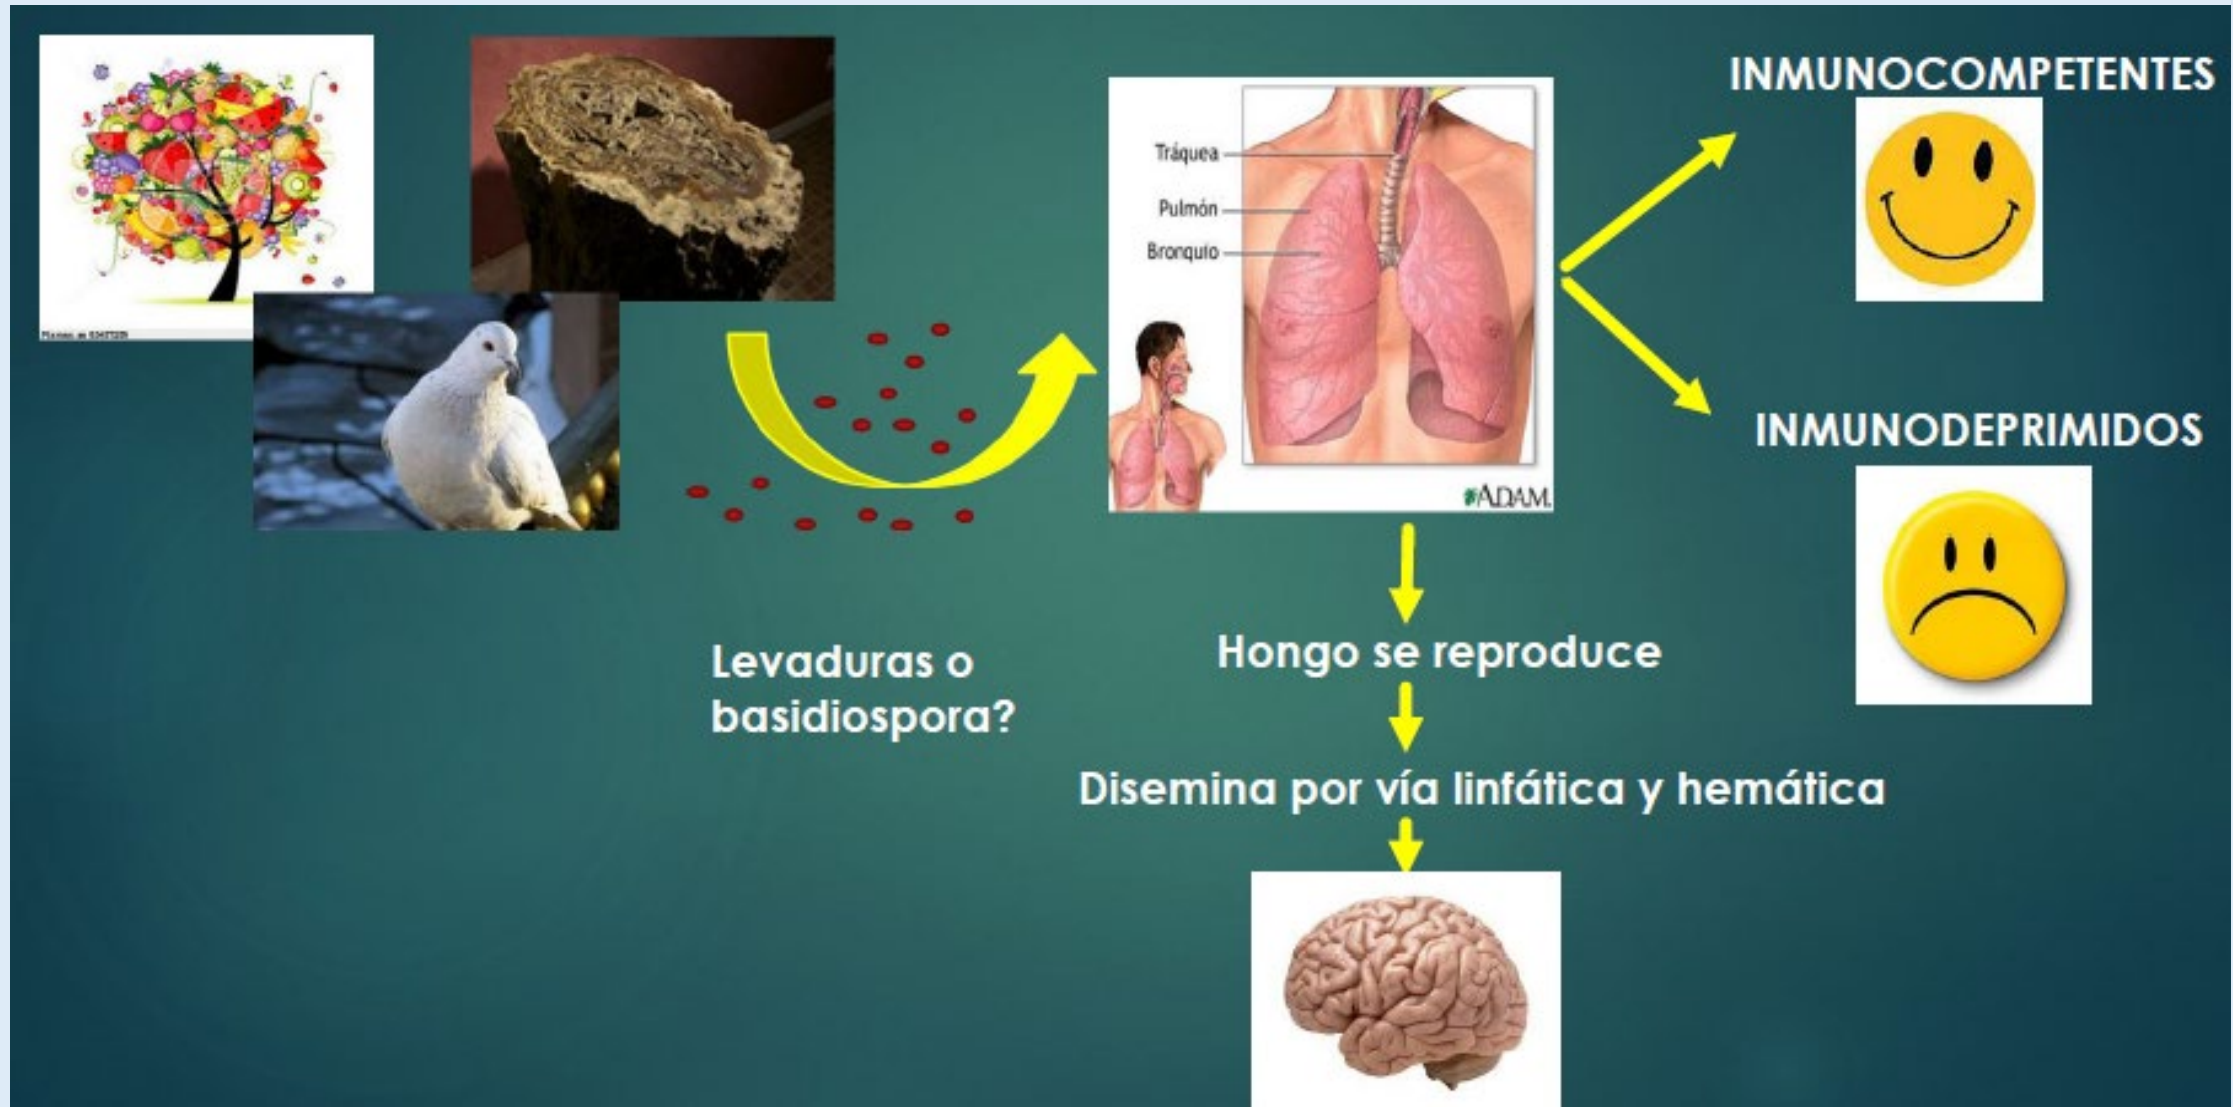 INMUNOCOMPETENTES
Tráquea
Pulmón
Bronquio
INMUNODEPRIMIDOS
ADAM.
Levaduras o
basidiospora?
Hongo se reproduce
Disemina por vía linfática y hemática